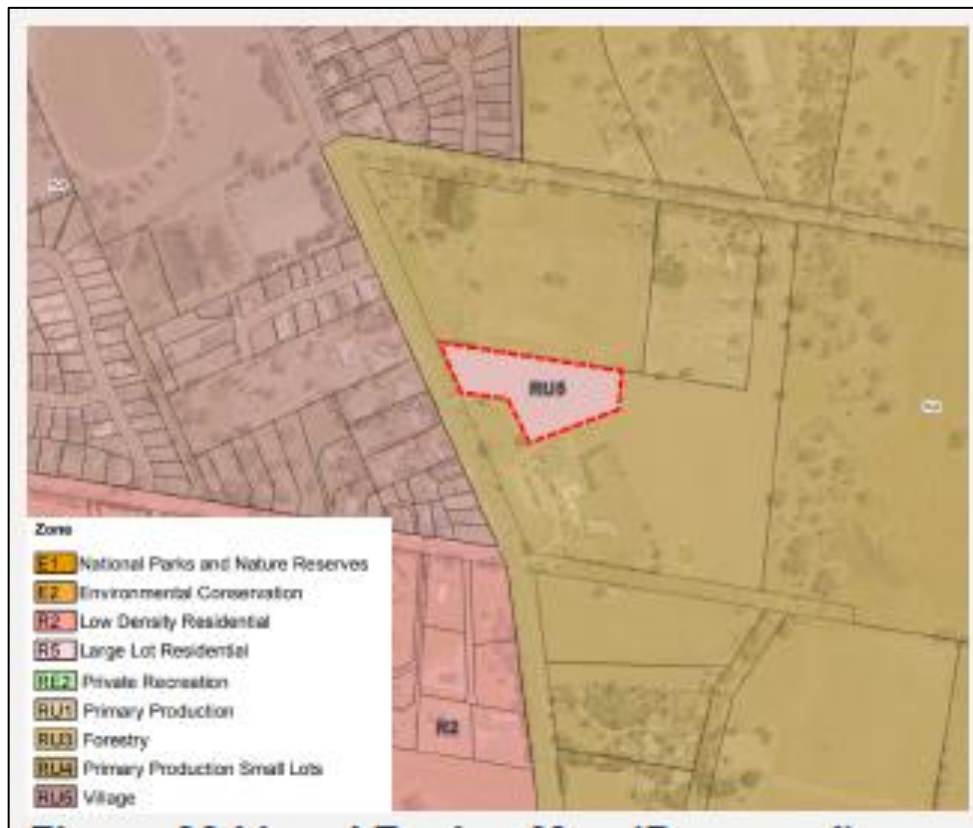 RU5
Zone
E1 National Parks and Nature Reserves
E2 Environmental Conservation
R2 Low Density Residential
R5 Large Lot Residential
RE2 Private Recreation
RU1 Primary Production
RU3 Forestry
RU4 Primary Production Small Lots
RU5 Village
R2